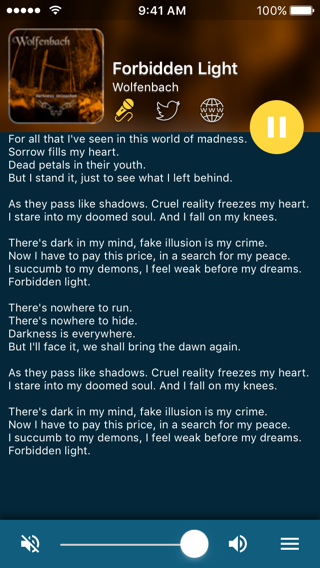 9:41 AM
100%
Wolfenbach
Forbidden Light
Wolfenbach
WWW
For all that I've seen in this world of madness.
Sorrow fills my heart.
Dead petals in their youth.
But I stand it, just to see what I left behind.
As they pass like shadows. Cruel reality freezes my heart.
I stare into my doomed soul. And I fall on my knees.
There's dark in my mind, fake illusion is my crime.
Now I have to pay this price, in a search for my peace.
I succumb to my demons, I feel weak before my dreams.
Forbidden light.
There's nowhere to run.
There's nowhere to hide.
Darkness is everywhere.
But I'll face it, we shall bring the dawn again.
As they pass like shadows. Cruel reality freezes my heart.
I stare into my doomed soul. And I fall on my knees.
There's dark in my mind, fake illusion is my crime.
Now I have to pay this price, in a search for my peace.
I succumb to my demons, I feel weak before my dreams.
Forbidden light.